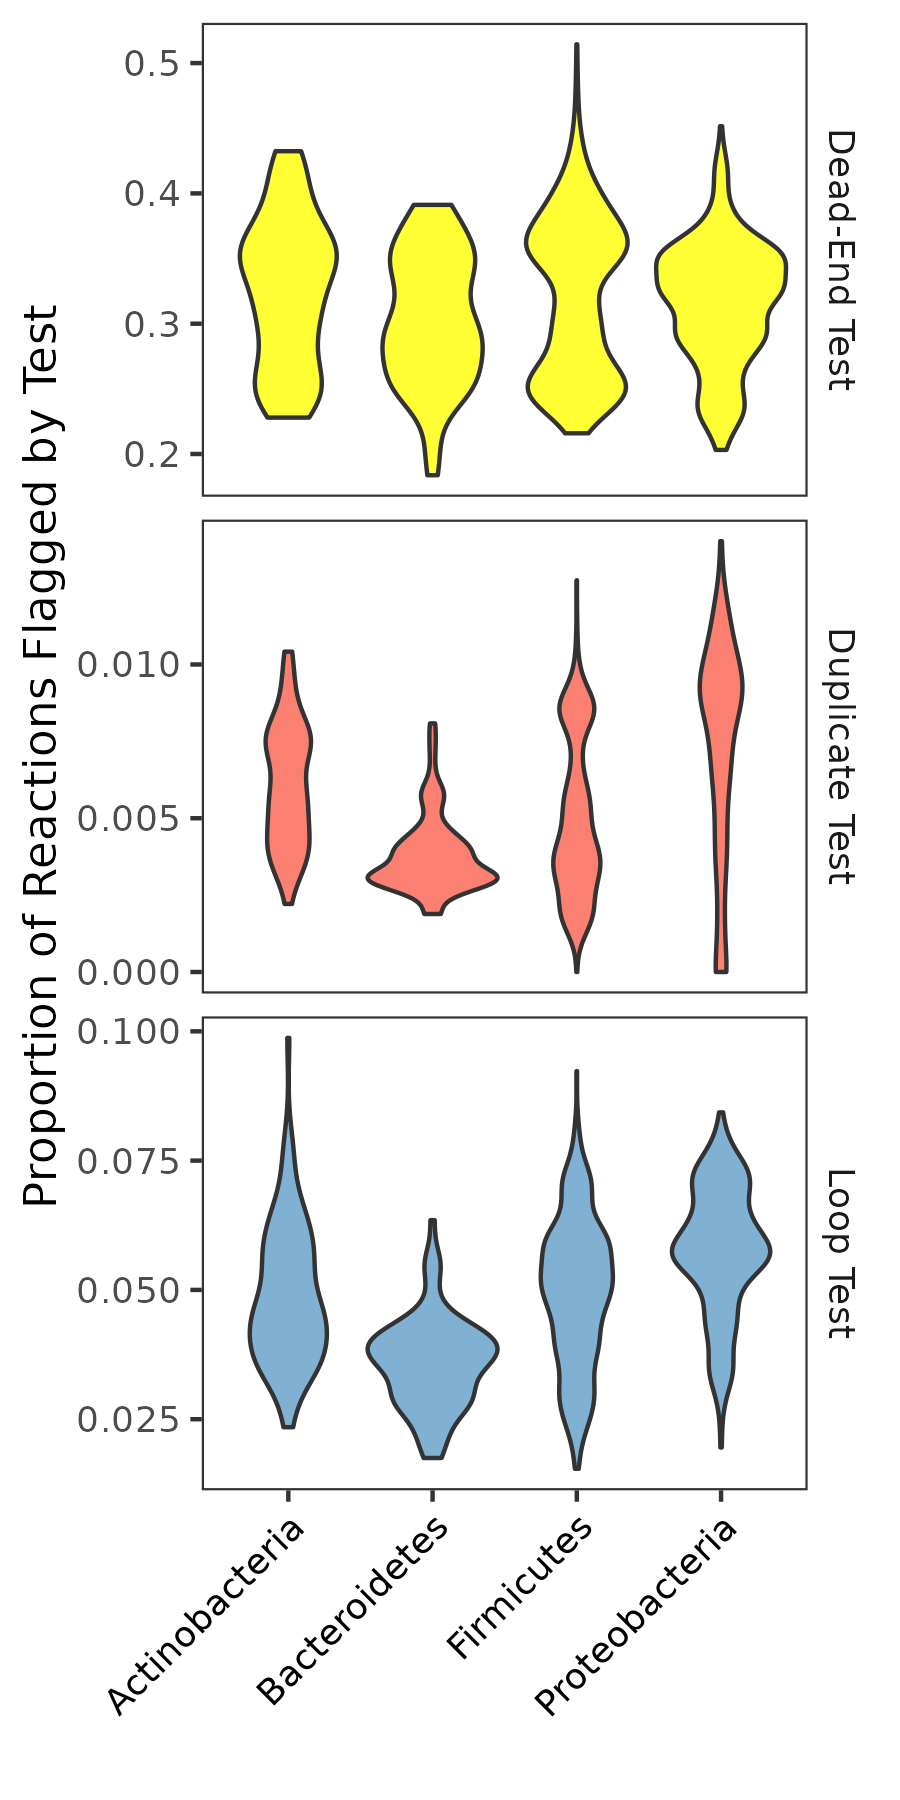 Proportion of Reactions Flagged by Test
0.5
0.4
0.3
0.2
Dead-End Test
0.010
0.005
0.000
Duplicate Test
0.100
0.075
0.050
0.025
Loop Test
Actinobacteria
Bacteroidetes
Firmicutes
Proteobacteria